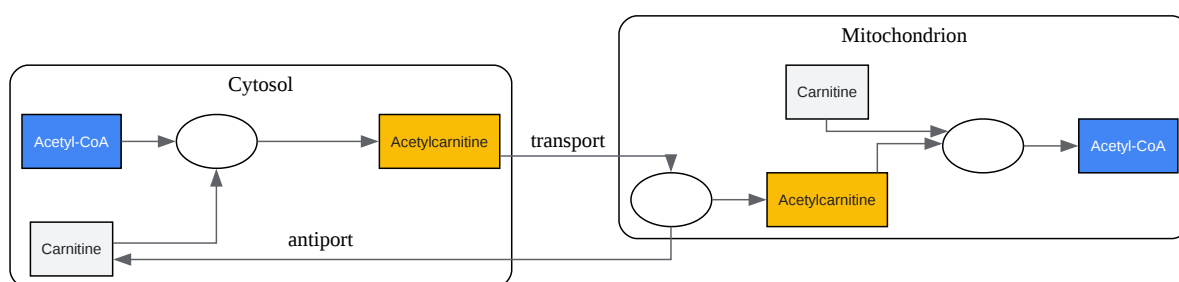 Mitochondrion
Cytosol
Carnitine
Acetyl-CoA
Acetylcarnitine
transport
Acetyl-CoA
Acetylcarnitine
Carnitine
antiport